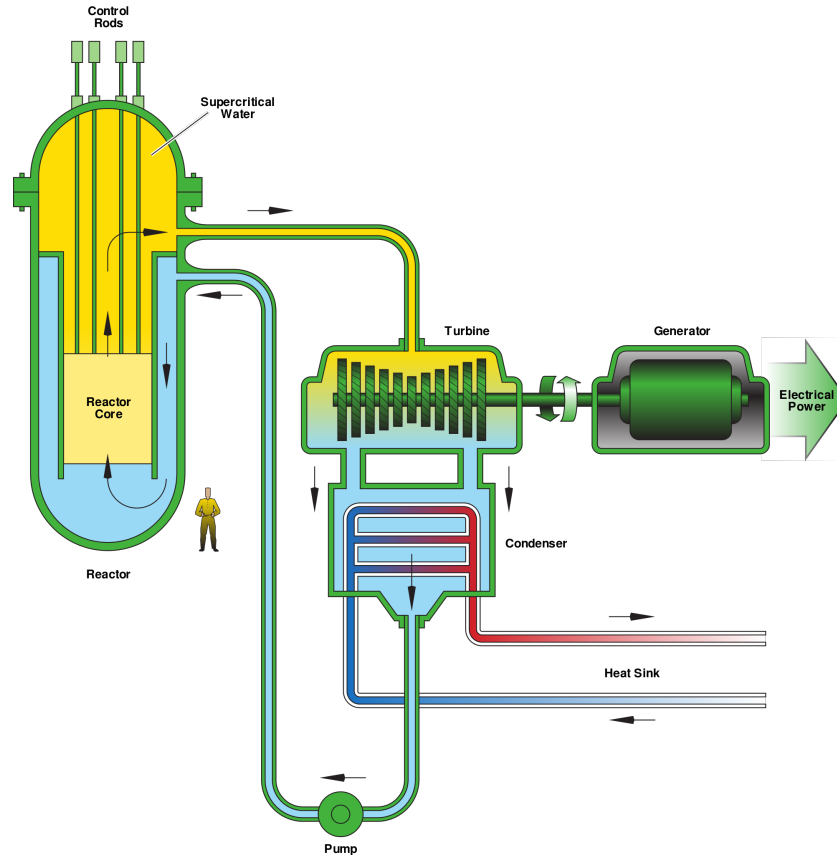 Control
Rods
Supercritical
Water
Turbine
Generator
Reactor
Core
Electrical
Power
Condenser
Reactor
Heat Sink
Pump